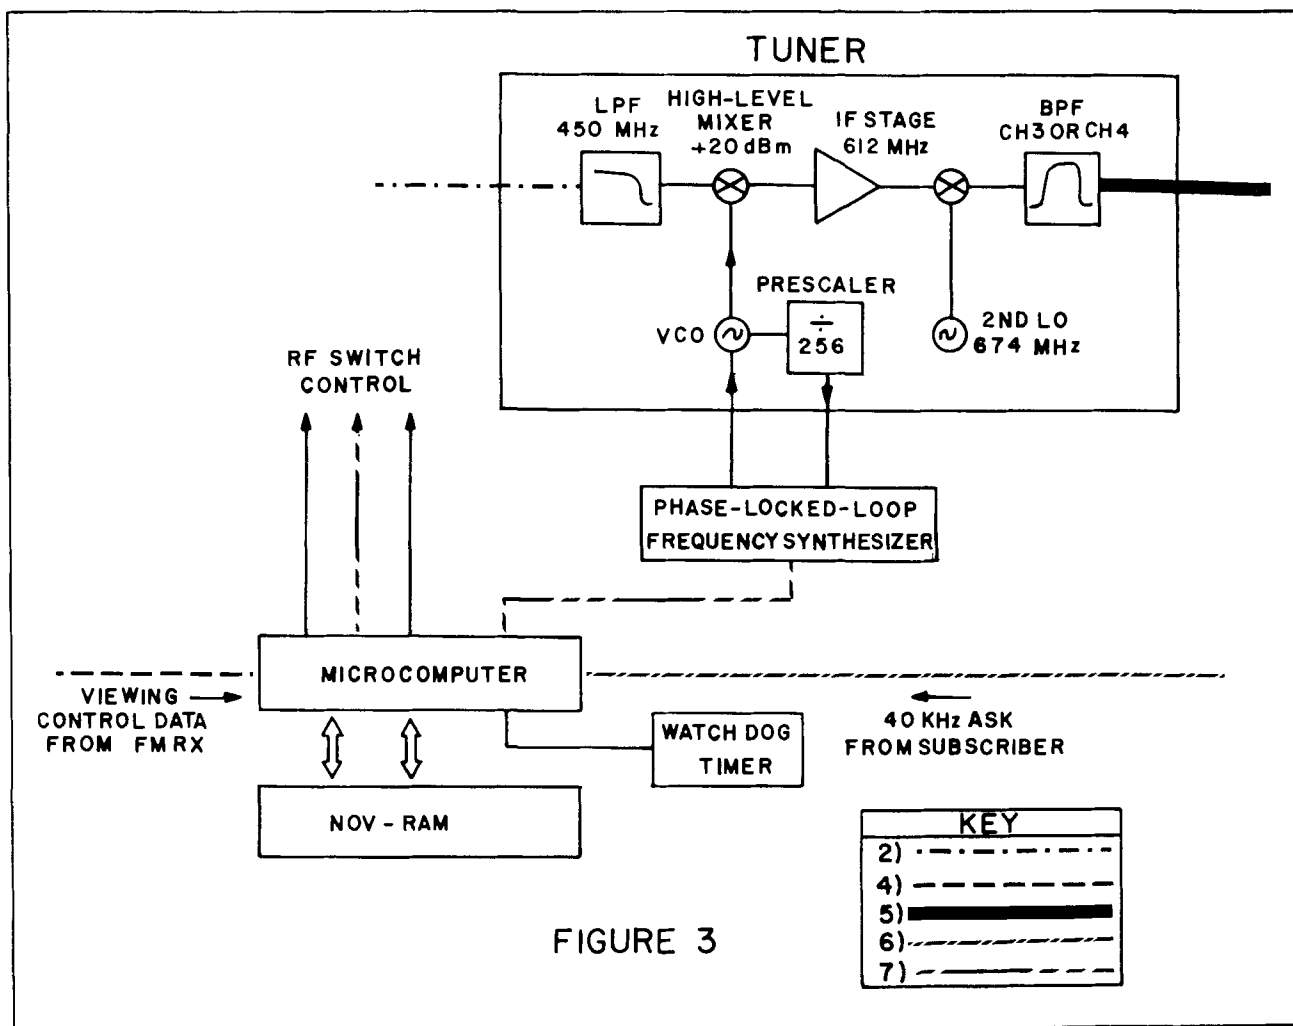 TUNER
LPF
450 MHz
HIGH-LEVEL
MIXER
+20 dBm
IF STAGE
612 MHz
BPF
CH3 OR CH4
PRESCALER
÷
256
VCO
2ND LO
674 MHz
RF SWITCH
CONTROL
PHASE-LOCKED-LOOP
FREQUENCY SYNTHESIZER
MICROCOMPUTER
VIEWING
CONTROL DATA
FROM FM RX
40 KHz ASK
FROM SUBSCRIBER
WATCH DOG
TIMER
NOV-RAM
KEY
2)
4)
5)
6)
7)
FIGURE 3